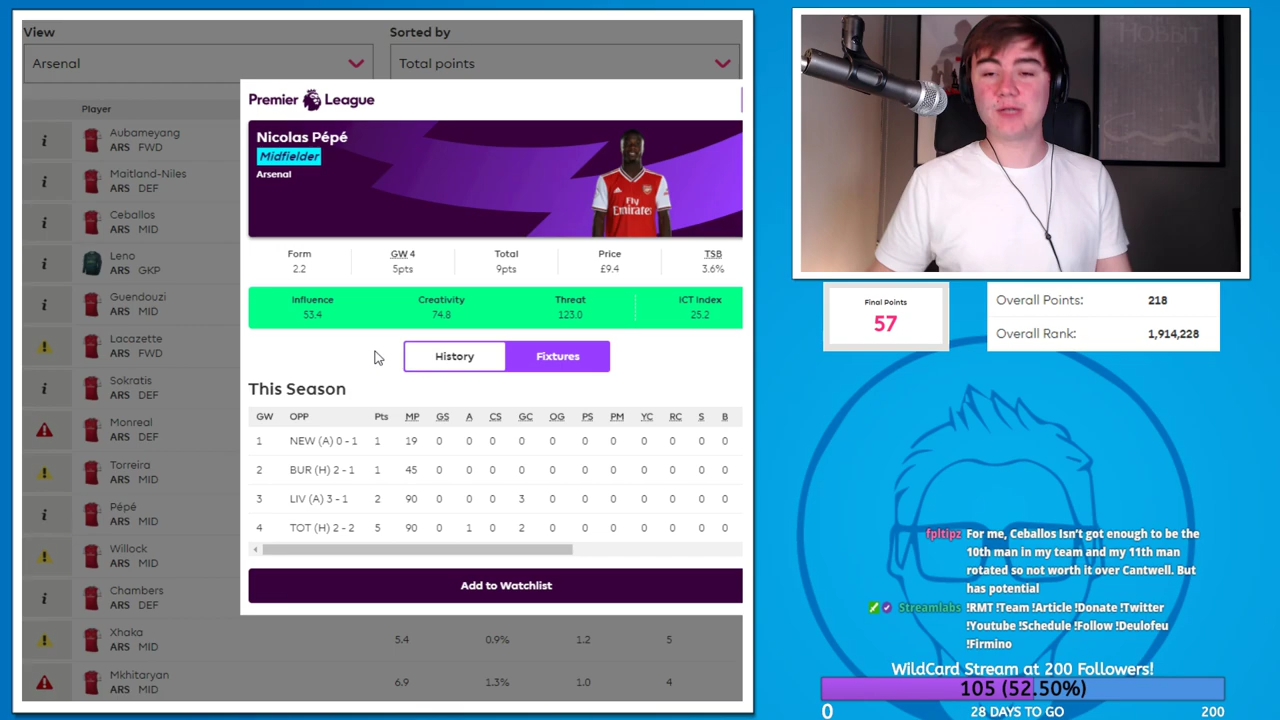 View
Sorted by
Arsenal
Total points
Player
i Aubameyang
ARS FWD
i Maitland-Niles
ARS DEF
i Ceballos
ARS MID
i Leno
ARS GKP
i Guendouzi
ARS MID
! Lacazette
ARS FWD
i Sokratis
ARS DEF
! Monreal
ARS DEF
! Torreira
ARS MID
i Pépé
ARS MID
! Willock
ARS MID
i Chambers
ARS DEF
! Xhaka
ARS MID
5.4 0.9% 1.2 5
! Mkhitaryan
ARS MID
6.9 1.3% 1.0 4
Premier League
Nicolas Pépé
Midfielder
Arsenal
Fly
Emirates
Form GW 4 Total Price TSB
2.2 5pts 9pts £9.4 3.6%
Influence Creativity Threat ICT Index
53.4 74.8 123.0 25.2
History Fixtures
This Season
GW OPP Pts MP GS A CS GC OG PS PM YC RC S B
1 NEW (A) 0 - 1 1 19 0 0 0 0 0 0 0 0 0 0 0
2 BUR (H) 2 - 1 1 45 0 0 0 0 0 0 0 0 0 0 0
3 LIV (A) 3 - 1 2 90 0 0 0 3 0 0 0 0 0 0 0
4 TOT (H) 2 - 2 5 90 0 1 0 2 0 0 0 0 0 0 0
Add to Watchlist
HOBBIT
Final Points
57
Overall Points: 218
Overall Rank: 1,914,228
fpltipz For me, Ceballos Isn't got enough to be the
10th man in my team and my 11th man
rotated so not worth it over Cantwell. But
has potential
Streamlabs !RMT !Team !Article !Donate !Twitter
!Youtube !Schedule !Follow !Deulofeu
!Firmino
WildCard Stream at 200 Followers!
105 (52.50%)
0 28 DAYS TO GO 200